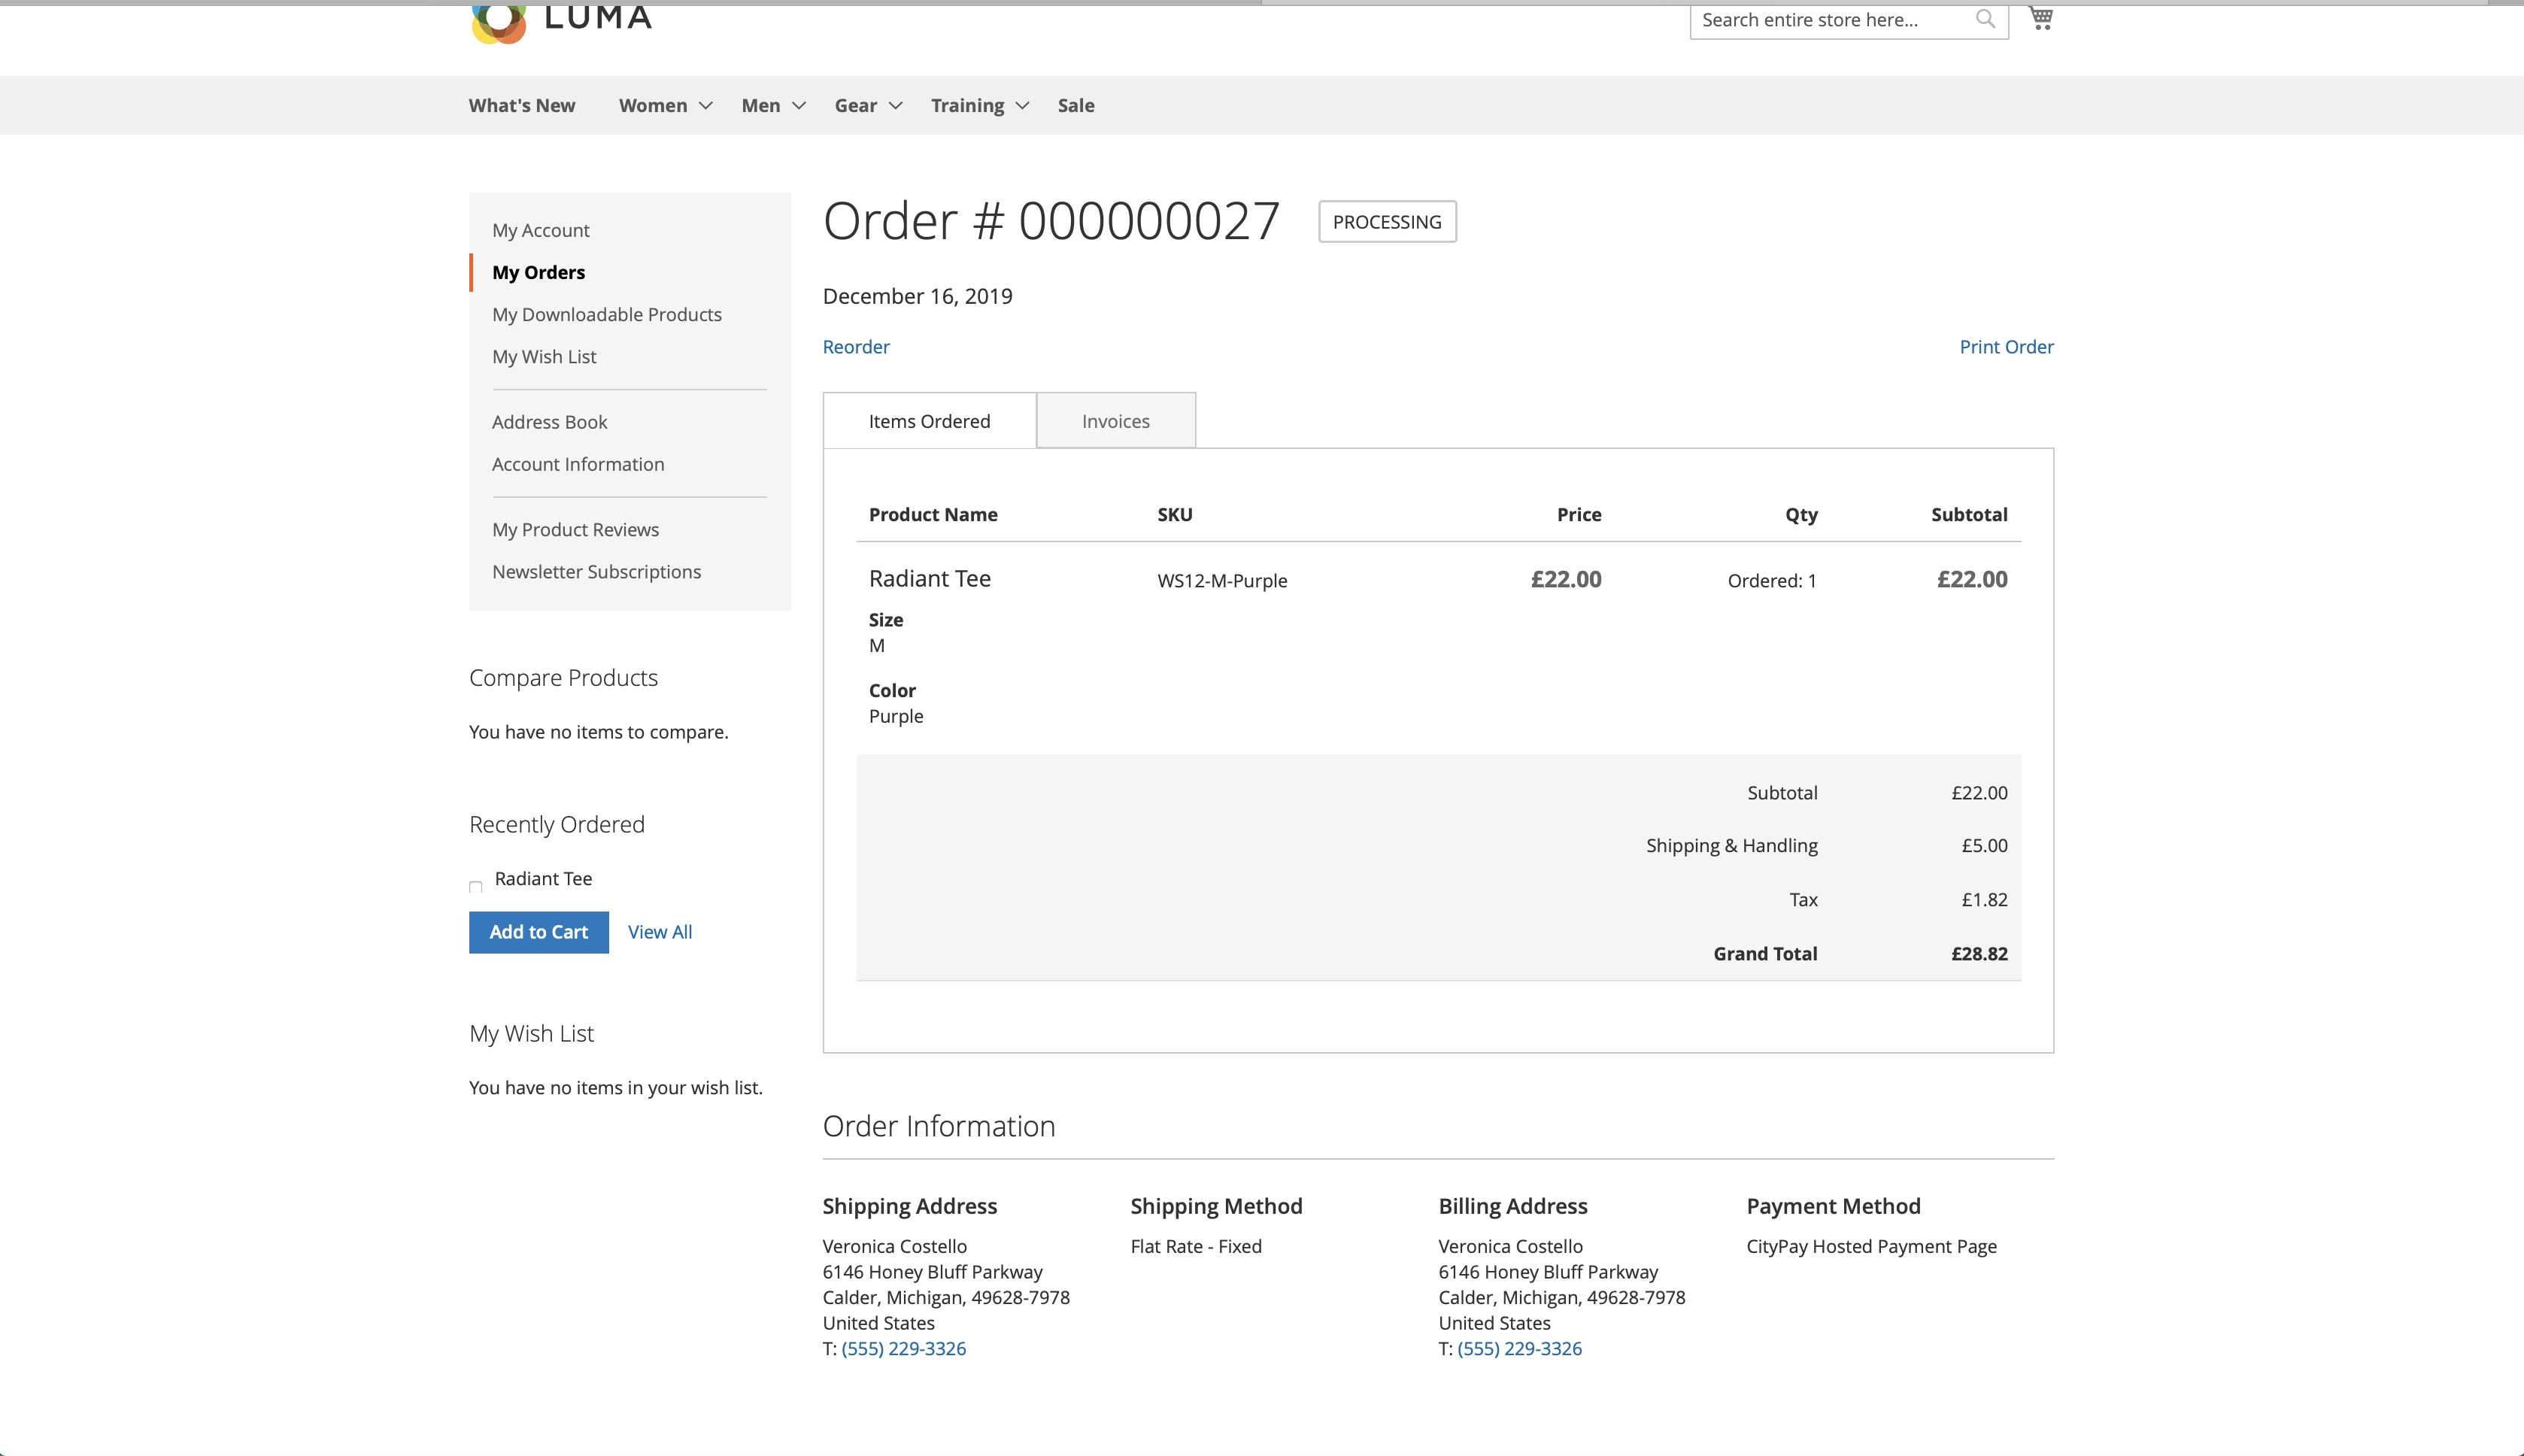 LUMA
Search entire store here...
What's New Women Men Gear Training Sale
My Account
My Orders
My Downloadable Products
My Wish List
Address Book
Account Information
My Product Reviews
Newsletter Subscriptions
Compare Products
You have no items to compare.
Recently Ordered
Radiant Tee
Add to Cart View All
My Wish List
You have no items in your wish list.
Order # 000000027 PROCESSING
December 16, 2019
Reorder Print Order
Items Ordered Invoices
Product Name SKU Price Qty Subtotal
Radiant Tee WS12-M-Purple £22.00 Ordered: 1 £22.00
Size
M
Color
Purple
Subtotal £22.00
Shipping & Handling £5.00
Tax £1.82
Grand Total £28.82
Order Information
Shipping Address
Veronica Costello
6146 Honey Bluff Parkway
Calder, Michigan, 49628-7978
United States
T: (555) 229-3326
Shipping Method
Flat Rate - Fixed
Billing Address
Veronica Costello
6146 Honey Bluff Parkway
Calder, Michigan, 49628-7978
United States
T: (555) 229-3326
Payment Method
CityPay Hosted Payment Page